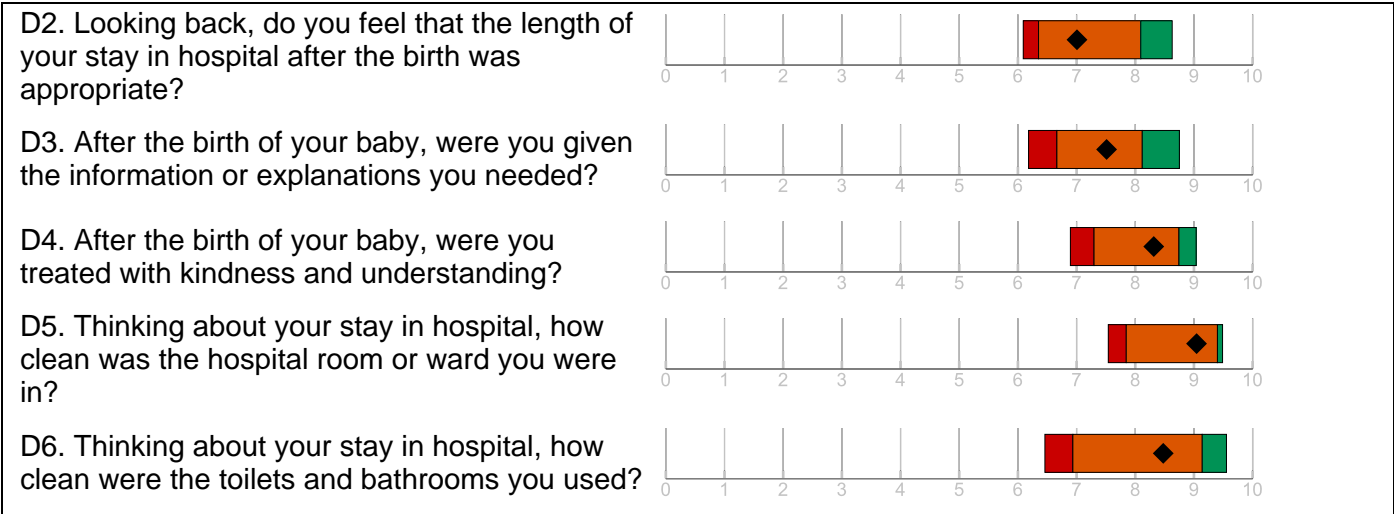 D2. Looking back, do you feel that the length of
your stay in hospital after the birth was
appropriate?
0 1 2 3 4 5 6 7 8 9 10
D3. After the birth of your baby, were you given
the information or explanations you needed?
0 1 2 3 4 5 6 7 8 9 10
D4. After the birth of your baby, were you
treated with kindness and understanding?
0 1 2 3 4 5 6 7 8 9 10
D5. Thinking about your stay in hospital, how
clean was the hospital room or ward you were
in?
0 1 2 3 4 5 6 7 8 9 10
D6. Thinking about your stay in hospital, how
clean were the toilets and bathrooms you used?
0 1 2 3 4 5 6 7 8 9 10